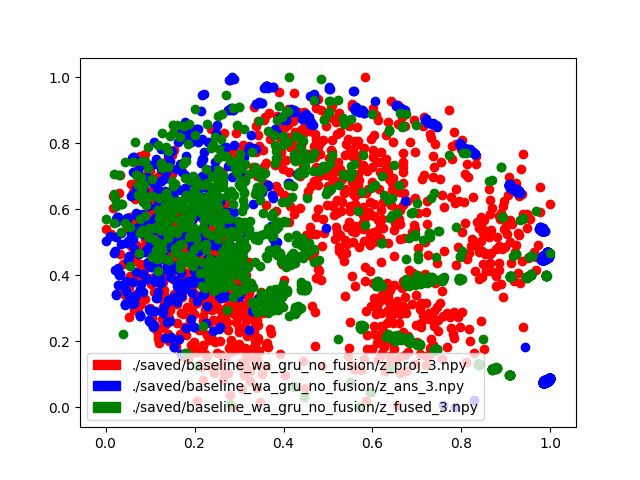 1.0
0.8
0.6
0.4
0.2
0.0
./saved/baseline_wa_gru_no_fusion/z_proj_3.npy
./saved/baseline_wa_gru_no_fusion/z_ans_3.npy
./saved/baseline_wa_gru_no_fusion/z_fused_3.npy
0.0 0.2 0.4 0.6 0.8 1.0